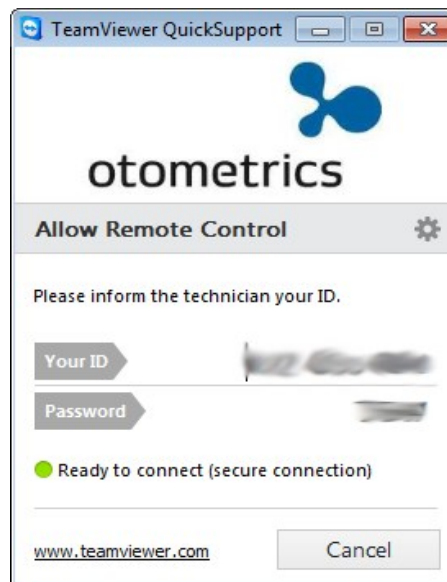 TeamViewer QuickSupport
otometrics
Allow Remote Control
Please inform the technician your ID.
Your ID
Password
Ready to connect (secure connection)
www.teamviewer.com
Cancel